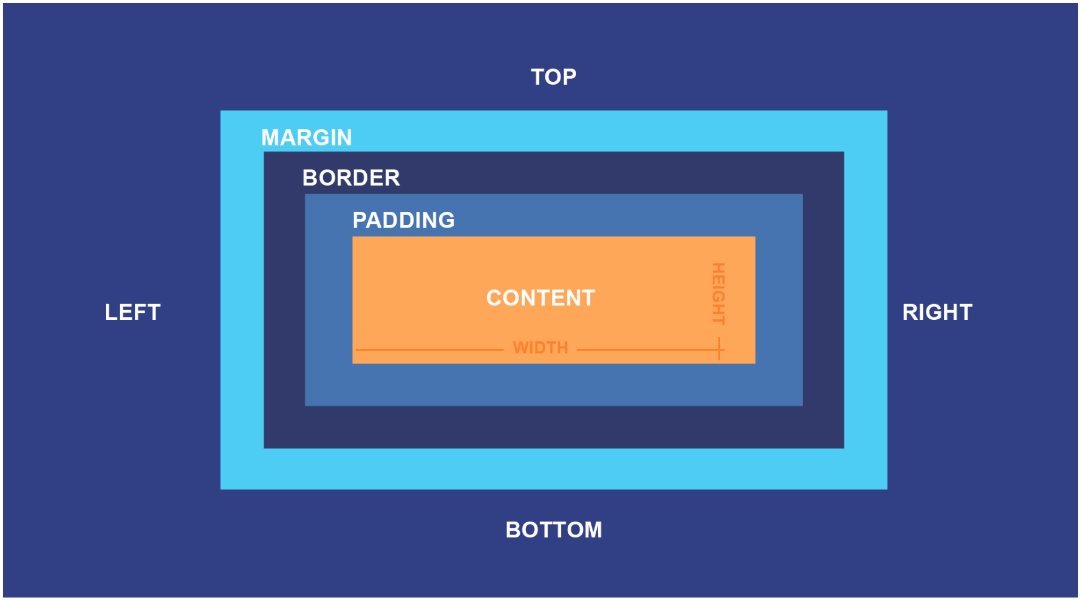 TOP
MARGIN
BORDER
PADDING
CONTENT
HEIGHT
WIDTH
LEFT
RIGHT
BOTTOM